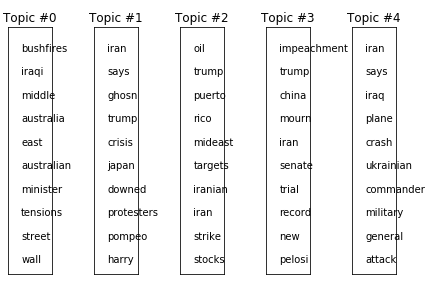 Topic #0 Topic #1 Topic #2 Topic #3 Topic #4
bushfires iran oil impeachment iran
iraqi says trump trump says
middle ghosn puerto china iraq
australia trump rico mourn plane
east crisis mideast iran crash
australian japan targets senate ukrainian
minister downed iranian trial commander
tensions protesters iran record military
street pompeo strike new general
wall harry stocks pelosi attack